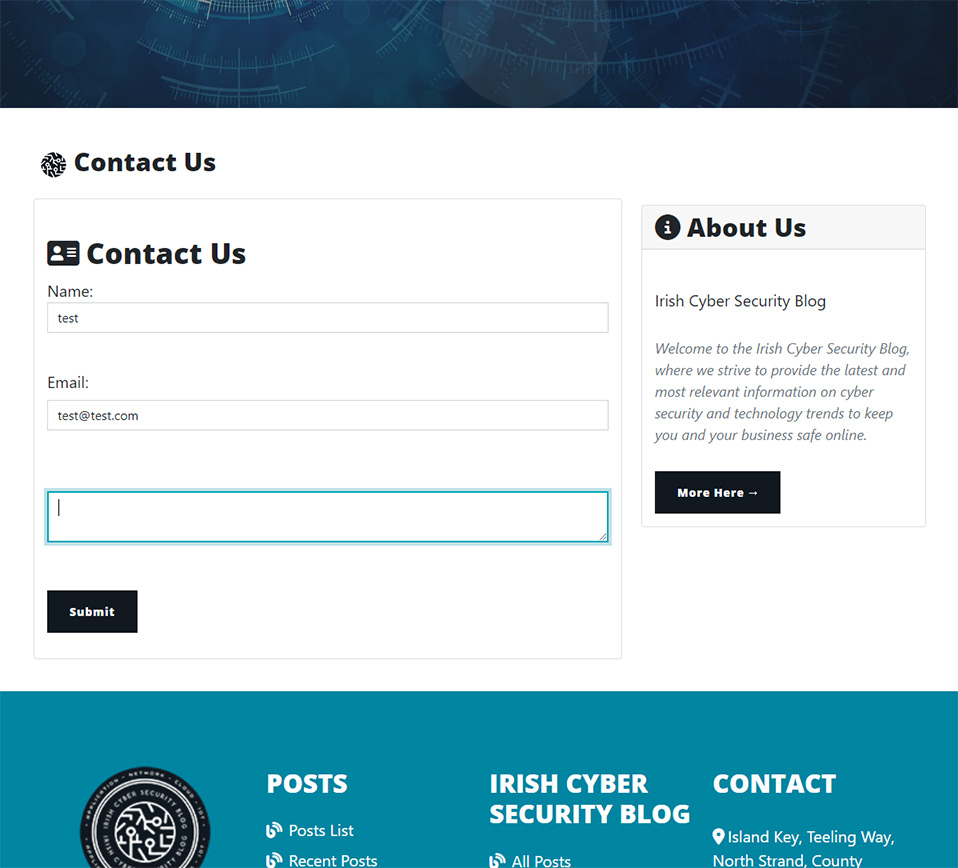 Contact Us
Contact Us
Name:
test
Email:
test@test.com
Submit
About Us
Irish Cyber Security Blog
Welcome to the Irish Cyber Security Blog,
where we strive to provide the latest and
most relevant information on cyber
security and technology trends to keep
you and your business safe online.
More Here →
APPLICATION - NETWORK - CLOUD - IOT
IRISH CYBER SECURITY BLOG
POSTS
Posts List
Recent Posts
IRISH CYBER
SECURITY BLOG
All Posts
CONTACT
Island Key, Teeling Way,
North Strand, County